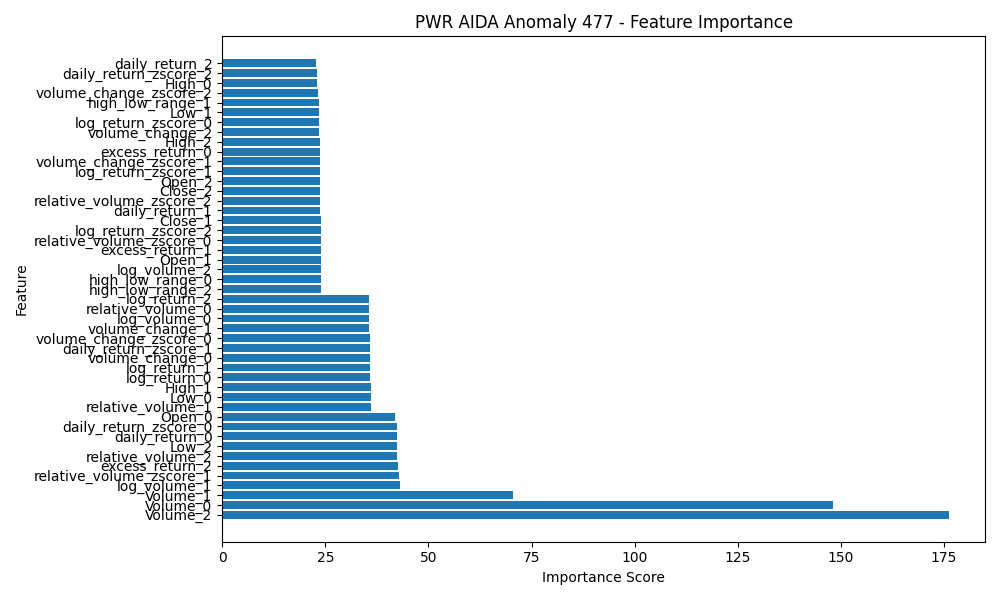 PWR AIDA Anomaly 477 - Feature Importance
daily_return_2
daily_return_zscore_2
High_0
volume_change_zscore_2
high_low_range_1
Low_1
log_return_zscore_0
volume_change_2
High_2
excess_return_0
volume_change_zscore_1
log_return_zscore_1
Open_2
Close_2
relative_volume_zscore_2
daily_return_1
Close_1
log_return_zscore_2
relative_volume_zscore_0
excess_return_1
Open_1
log_volume_2
high_low_range_0
high_low_range_2
log_return_2
relative_volume_0
log_volume_0
volume_change_1
volume_change_zscore_0
daily_return_zscore_1
volume_change_0
log_return_1
log_return_0
High_1
Low_0
relative_volume_1
Open_0
daily_return_zscore_0
daily_return_0
Low_2
relative_volume_2
excess_return_2
relative_volume_zscore_1
log_volume_1
Volume_1
Volume_0
Volume_2
Feature
0 25 50 75 100 125 150 175
Importance Score